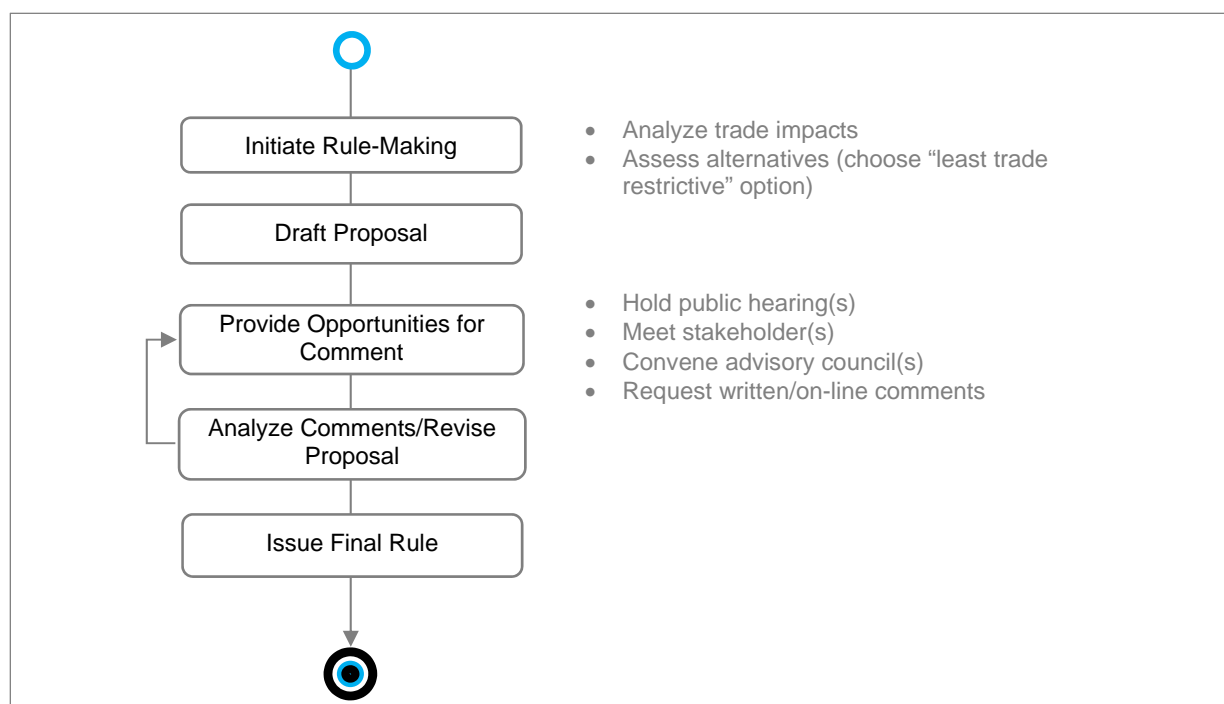 Initiate Rule-Making
• Analyze trade impacts
• Assess alternatives (choose “least trade
restrictive” option)
Draft Proposal
Provide Opportunities for
Comment
• Hold public hearing(s)
• Meet stakeholder(s)
• Convene advisory council(s)
• Request written/on-line comments
Analyze Comments/Revise
Proposal
Issue Final Rule